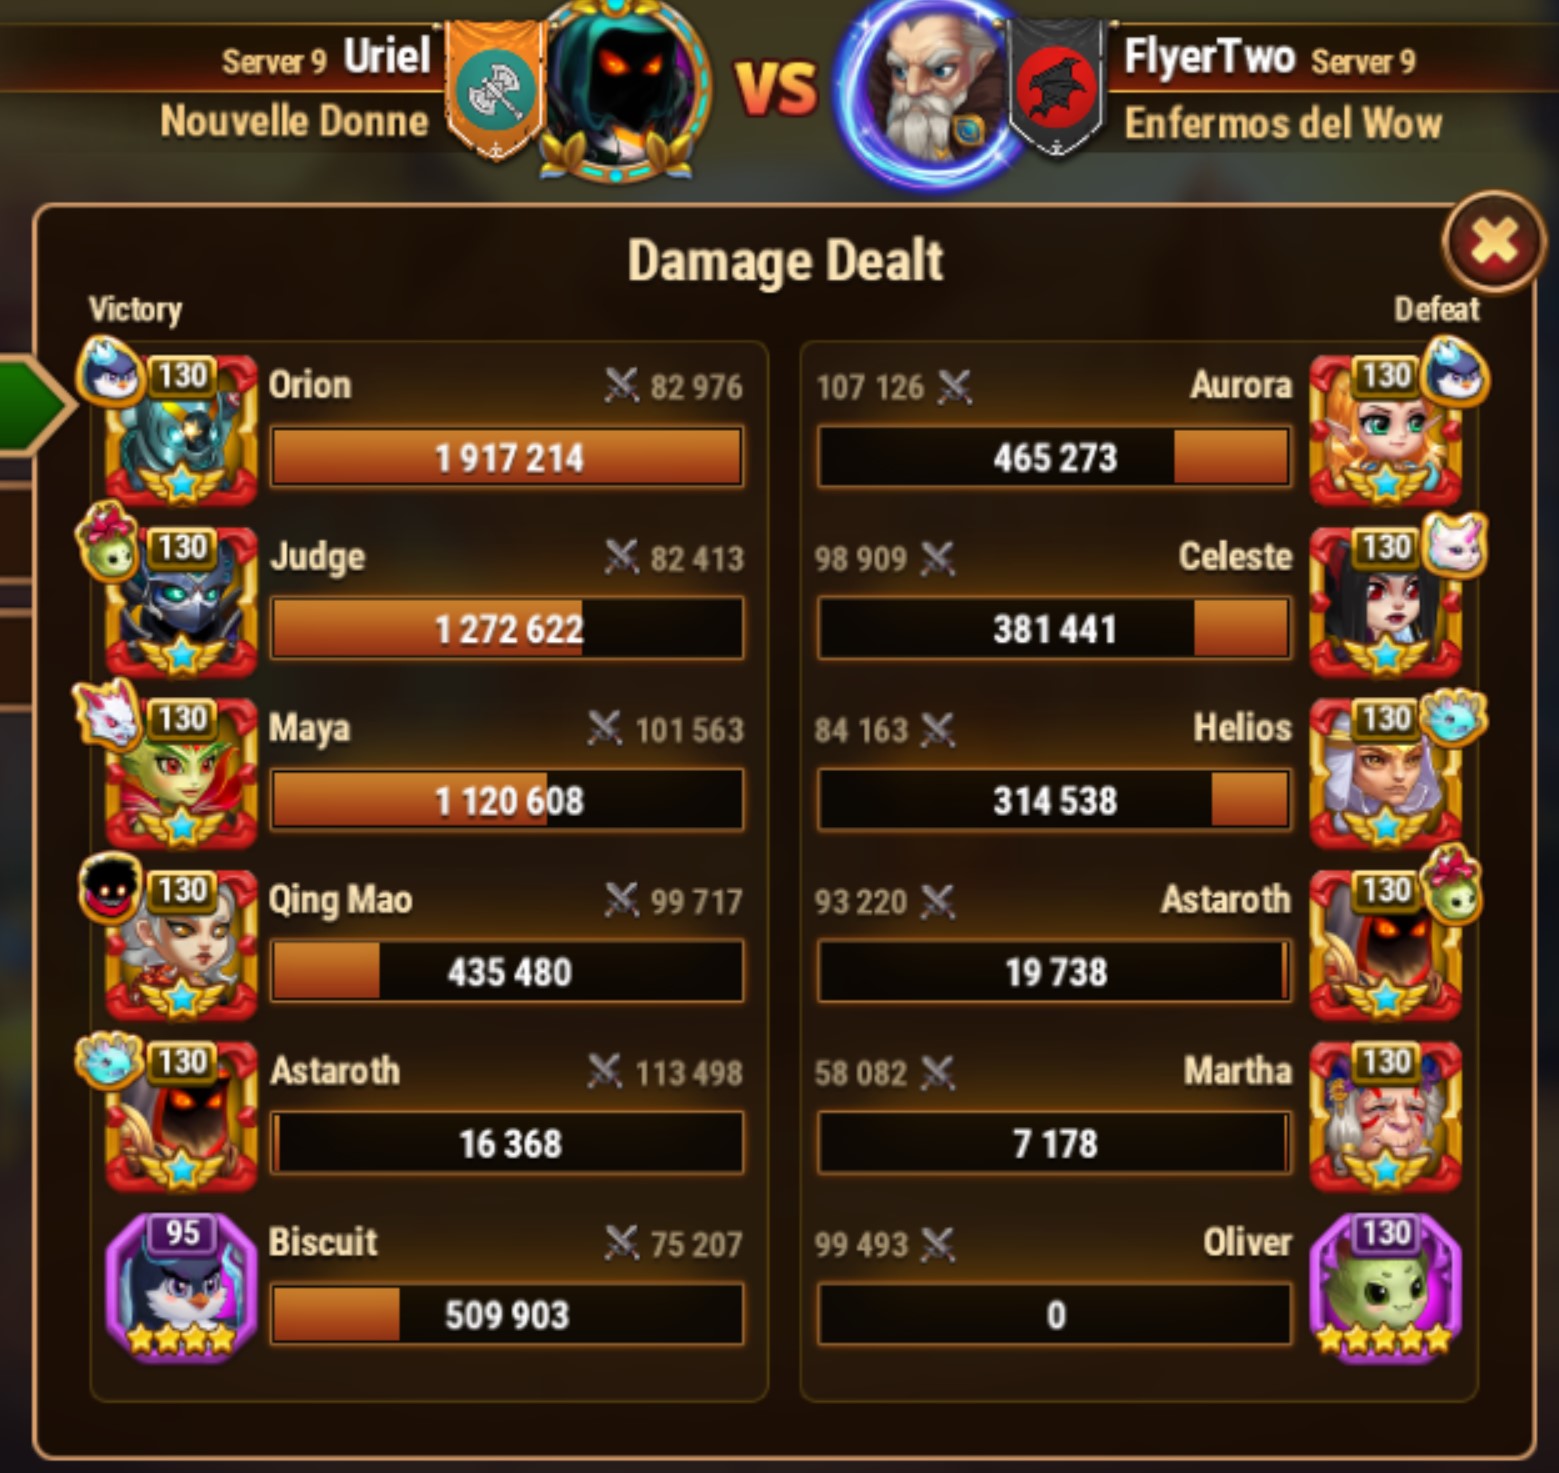 Server 9 Uriel
Nouvelle Donne
VS
FlyerTwo Server 9
Enfermos del Wow
Damage Dealt
Victory
Defeat
130 Orion 82 976
1 917 214
130 Judge 82 413
1 272 622
130 Maya 101 563
1 120 608
130 Qing Mao 99 717
435 480
130 Astaroth 113 498
16 368
95 Biscuit 75 207
509 903
107 126 Aurora 130
465 273
98 909 Celeste 130
381 441
84 163 Helios 130
314 538
93 220 Astaroth 130
19 738
58 082 Martha 130
7 178
99 493 Oliver 130
0